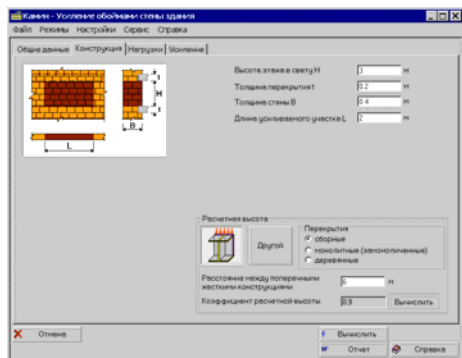 Камин - Усиление обоймами стены здания
Файл Режимы Настройки Сервис Справка
Общие данные Конструкция Нагрузки Усиление
Высота этажа в свету H 3 м
Толщина перекрытия t 0.2 м
Толщина стены B 0.4 м
Длина усиливаемого участка L 2 м
t
H
t
L
B
Расчетная высота
Другой
Перекрытия
сборные
монолитные (замоноличенные)
деревянные
Расстояние между поперечными жесткими конструкциями 6 м
Коэффициент расчетной высоты 0.9 Вычислить
Отмена Вычислить
Отчет Справка